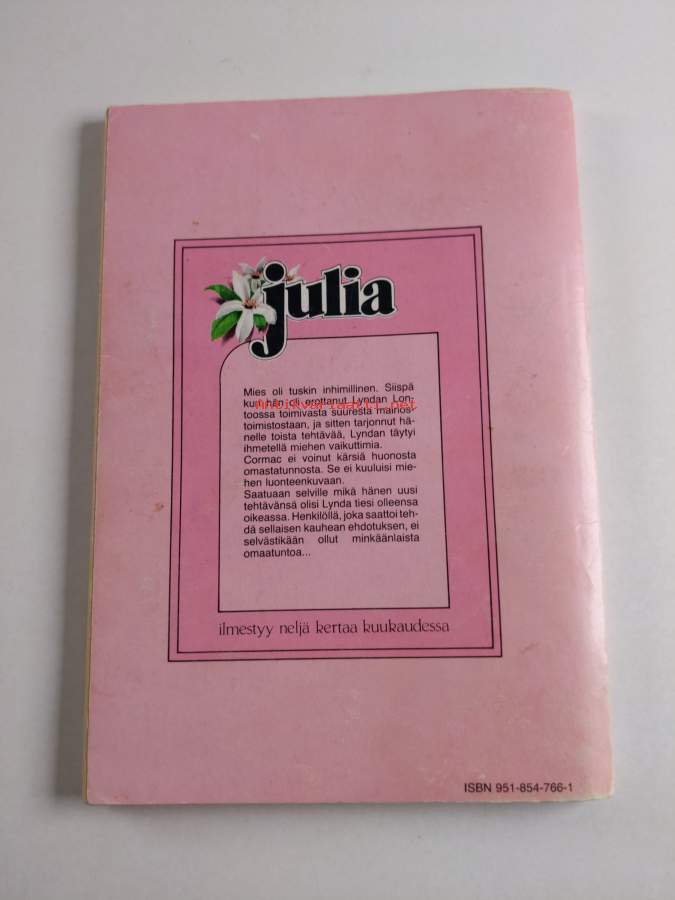 julia
Mies oli tuskin inhimillinen. Siispä
kun hän oli erottanut Lyndan Lon-
Antikvariaatti.net
toossa toimivasta suuresta mainos-
toimistostaan, ja sitten tarjonnut hä-
nelle toista tehtävää, Lyndan täytyi
ihmetellä miehen vaikuttimia.
Cormac ei voinut kärsiä huonosta
omastatunnosta. Se ei kuuluisi mie-
hen luonteenkuvaan.
Saatuaan selville mikä hänen uusi
tehtävänsä olisi Lynda tiesi olleensa
oikeassa. Henkilöllä, joka saattoi teh-
dä sellaisen kauhean ehdotuksen, ei
selvästikään ollut minkäänlaista
omaatuntoa...
ilmestyy neljä kertaa kuukaudessa
ISBN 951-854-766-1